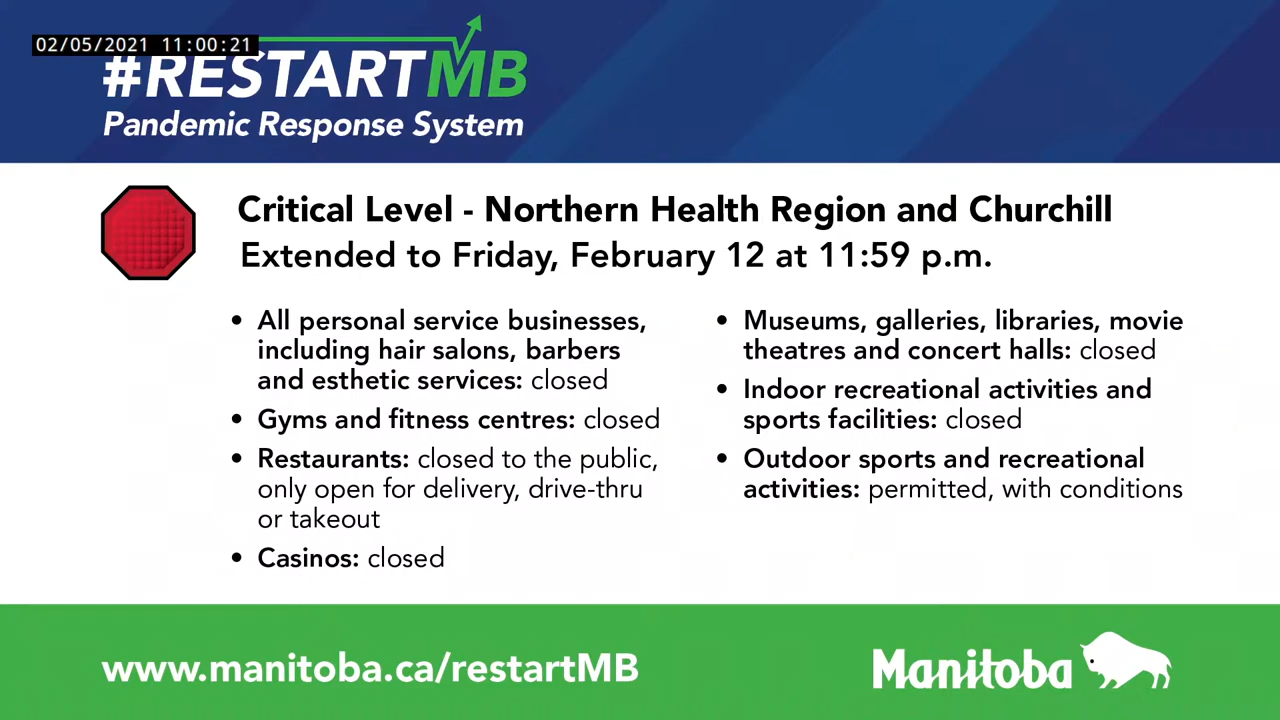 02/05/2021 11:00:21
#RESTARTMB
Pandemic Response System
Critical Level - Northern Health Region and Churchill
Extended to Friday, February 12 at 11:59 p.m.
• All personal service businesses,
including hair salons, barbers
and esthetic services: closed
• Gyms and fitness centres: closed
• Restaurants: closed to the public,
only open for delivery, drive-thru
or takeout
• Casinos: closed
• Museums, galleries, libraries, movie
theatres and concert halls: closed
• Indoor recreational activities and
sports facilities: closed
• Outdoor sports and recreational
activities: permitted, with conditions
www.manitoba.ca/restartMB
Manitoba